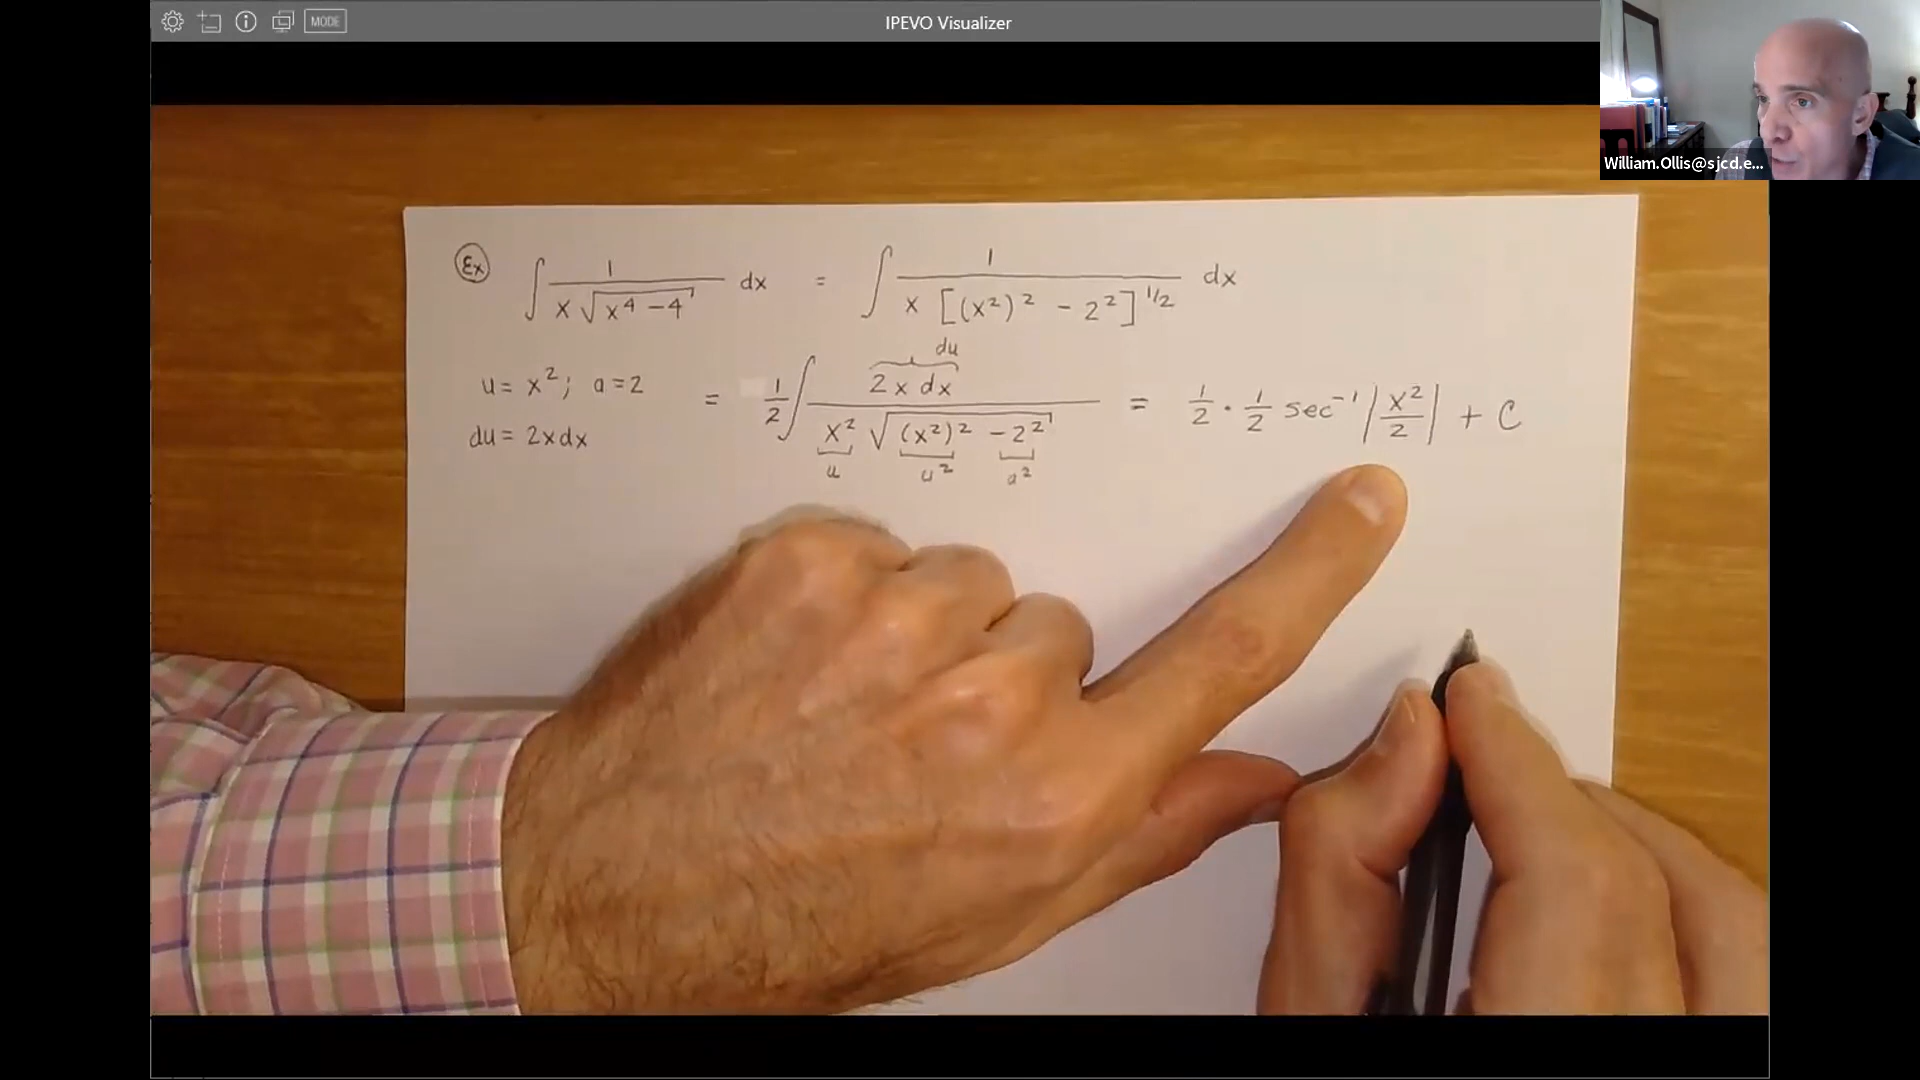 MODE
IPEVO Visualizer
William.Ollis@sjcd.e...
Ex ∫ 1 / (x √(x⁴ – 4)) dx = ∫ 1 / (x [(x²)² – 2²]^1/2) dx
u = x²; a = 2 = 1/2 ∫ 2x dx / (x² √((x²)² – 2²)) = 1/2 · 1/2 sec⁻¹ |x²/2| + C
du
du = 2xdx
u u² a²